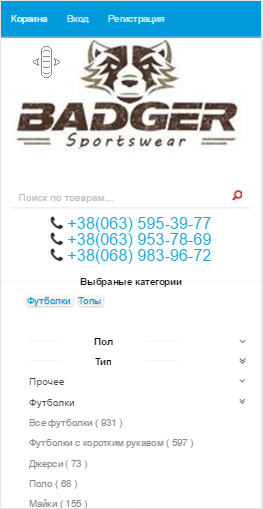 Корзина Вход Регистрация
BADGER
Sportswear
Поиск по товарам...
+38(063) 595-39-77
+38(063) 953-78-69
+38(068) 983-96-72
Выбраные категории
Футболки Топы
Пол
Тип
Прочее
Футболки
Все футболки ( 931 )
Футболки с коротким рукавом ( 597 )
Джерси ( 73 )
Поло ( 68 )
Майки ( 155 )